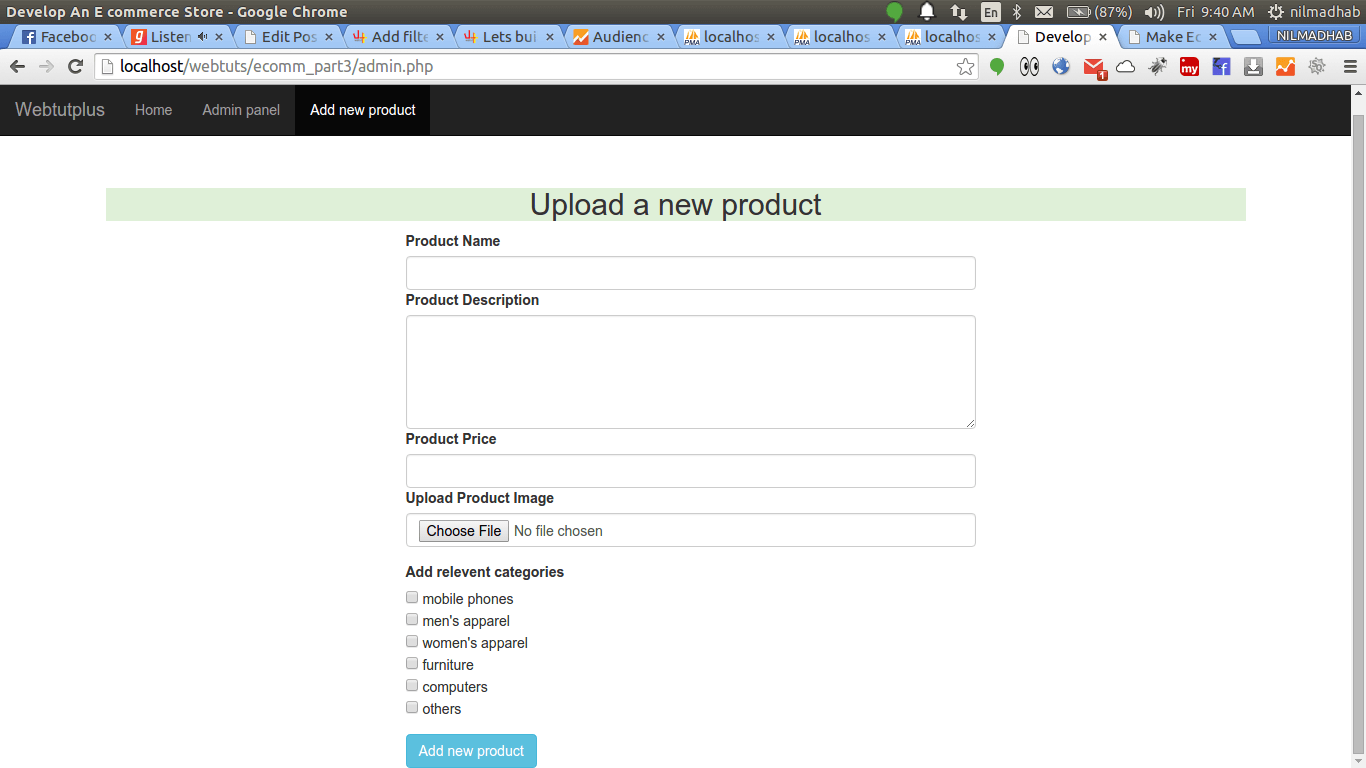 Develop An E commerce Store - Google Chrome
En (87%) Fri 9:40 AM nilmadhab
Faceboo Listen Edit Pos Add filte Lets bui Audienc localhos localhos localhos Develop Make Ec NILMADHAB
localhost/webtuts/ecomm_part3/admin.php
1 my
Webtutplus Home Admin panel Add new product
Upload a new product
Product Name
Product Description
Product Price
Upload Product Image
Choose File No file chosen
Add relevent categories
mobile phones
men's apparel
women's apparel
furniture
computers
others
Add new product